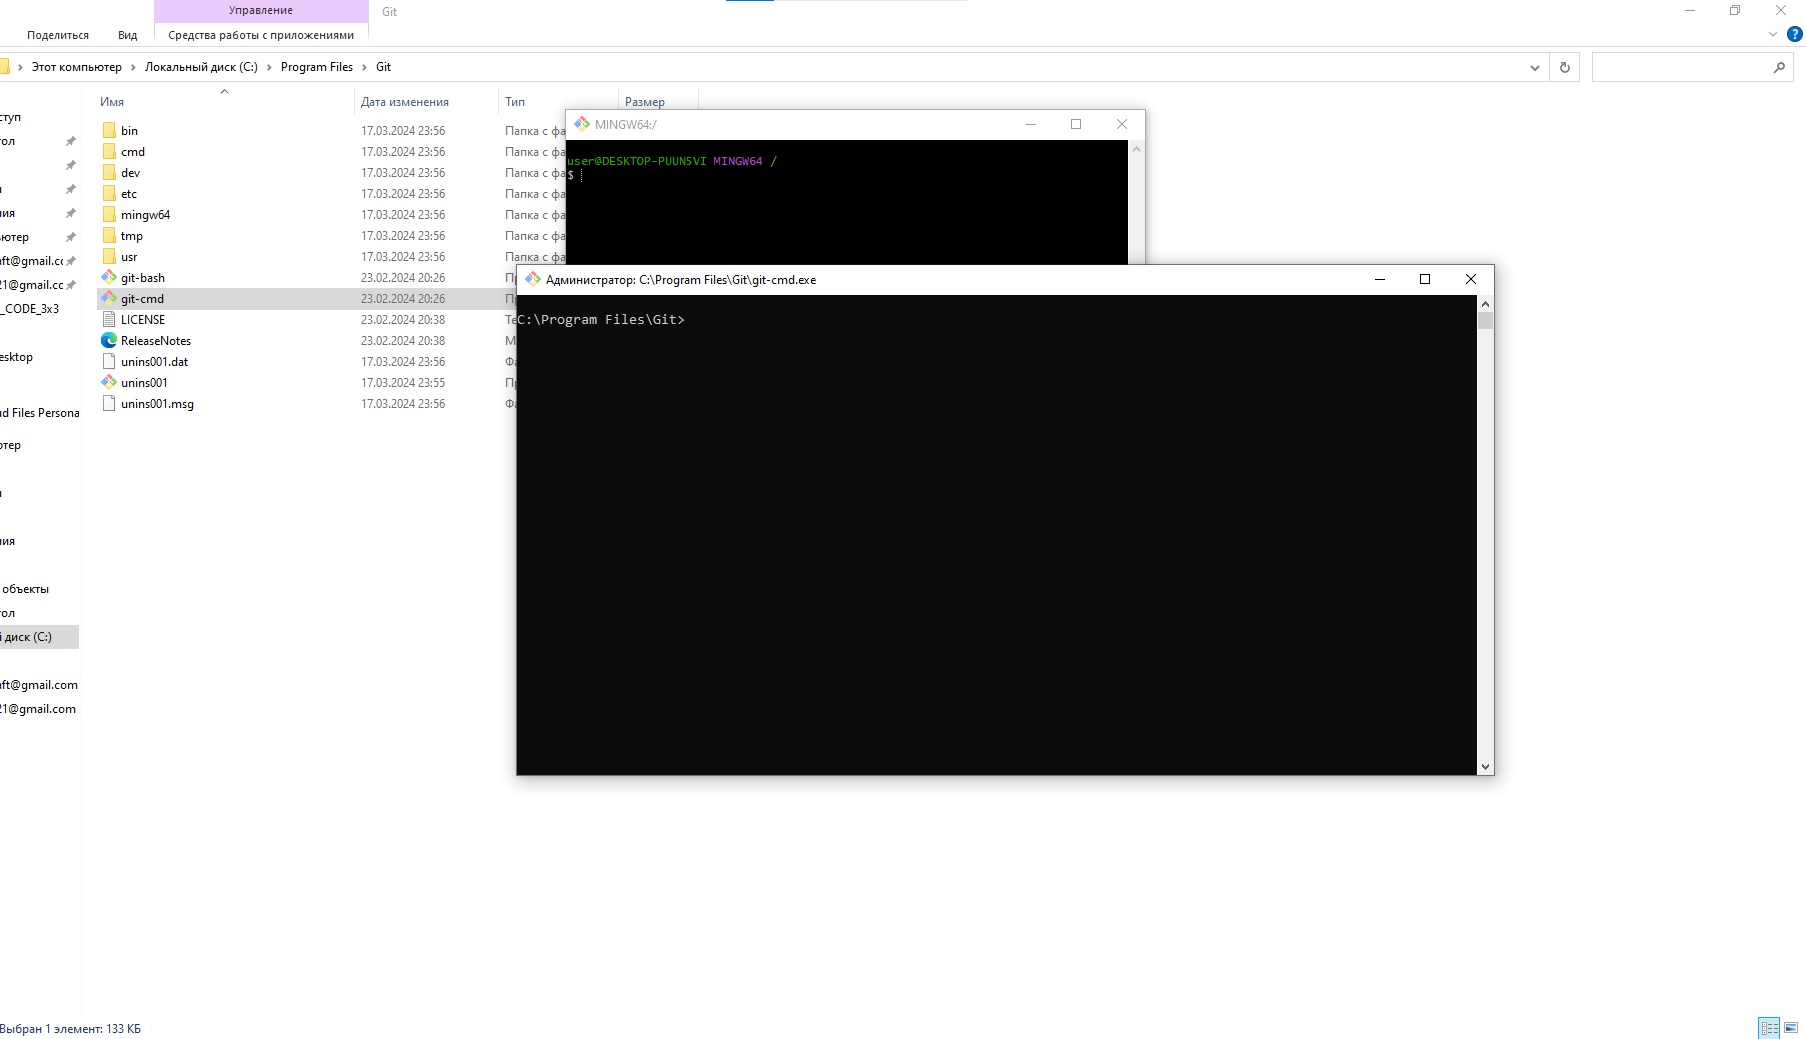 Управление
Git
Поделиться
Вид
Средства работы с приложениями
Этот компьютер › Локальный диск (C:) › Program Files › Git
Имя
Дата изменения
Тип
Размер
bin 17.03.2024 23:56 Папка с фа
cmd 17.03.2024 23:56 Папка с фа
dev 17.03.2024 23:56 Папка с фа
etc 17.03.2024 23:56 Папка с фа
mingw64 17.03.2024 23:56 Папка с фа
tmp 17.03.2024 23:56 Папка с фа
usr 17.03.2024 23:56 Папка с фа
git-bash 23.02.2024 20:26
git-cmd 23.02.2024 20:26
LICENSE 23.02.2024 20:38
ReleaseNotes 23.02.2024 20:38
unins001.dat 17.03.2024 23:56
unins001 17.03.2024 23:55
unins001.msg 17.03.2024 23:56
ступ
ол
ния
ютер
ft@gmail.cc
21@gmail.cc
_CODE_3x3
esktop
ud Files Persona
ютер
ния
объекты
ол
диск (C:)
ft@gmail.com
21@gmail.com
MINGW64:/
user@DESKTOP-PUUN5VI MINGW64 /
$
Администратор: C:\Program Files\Git\git-cmd.exe
C:\Program Files\Git>
Выбран 1 элемент: 133 КБ